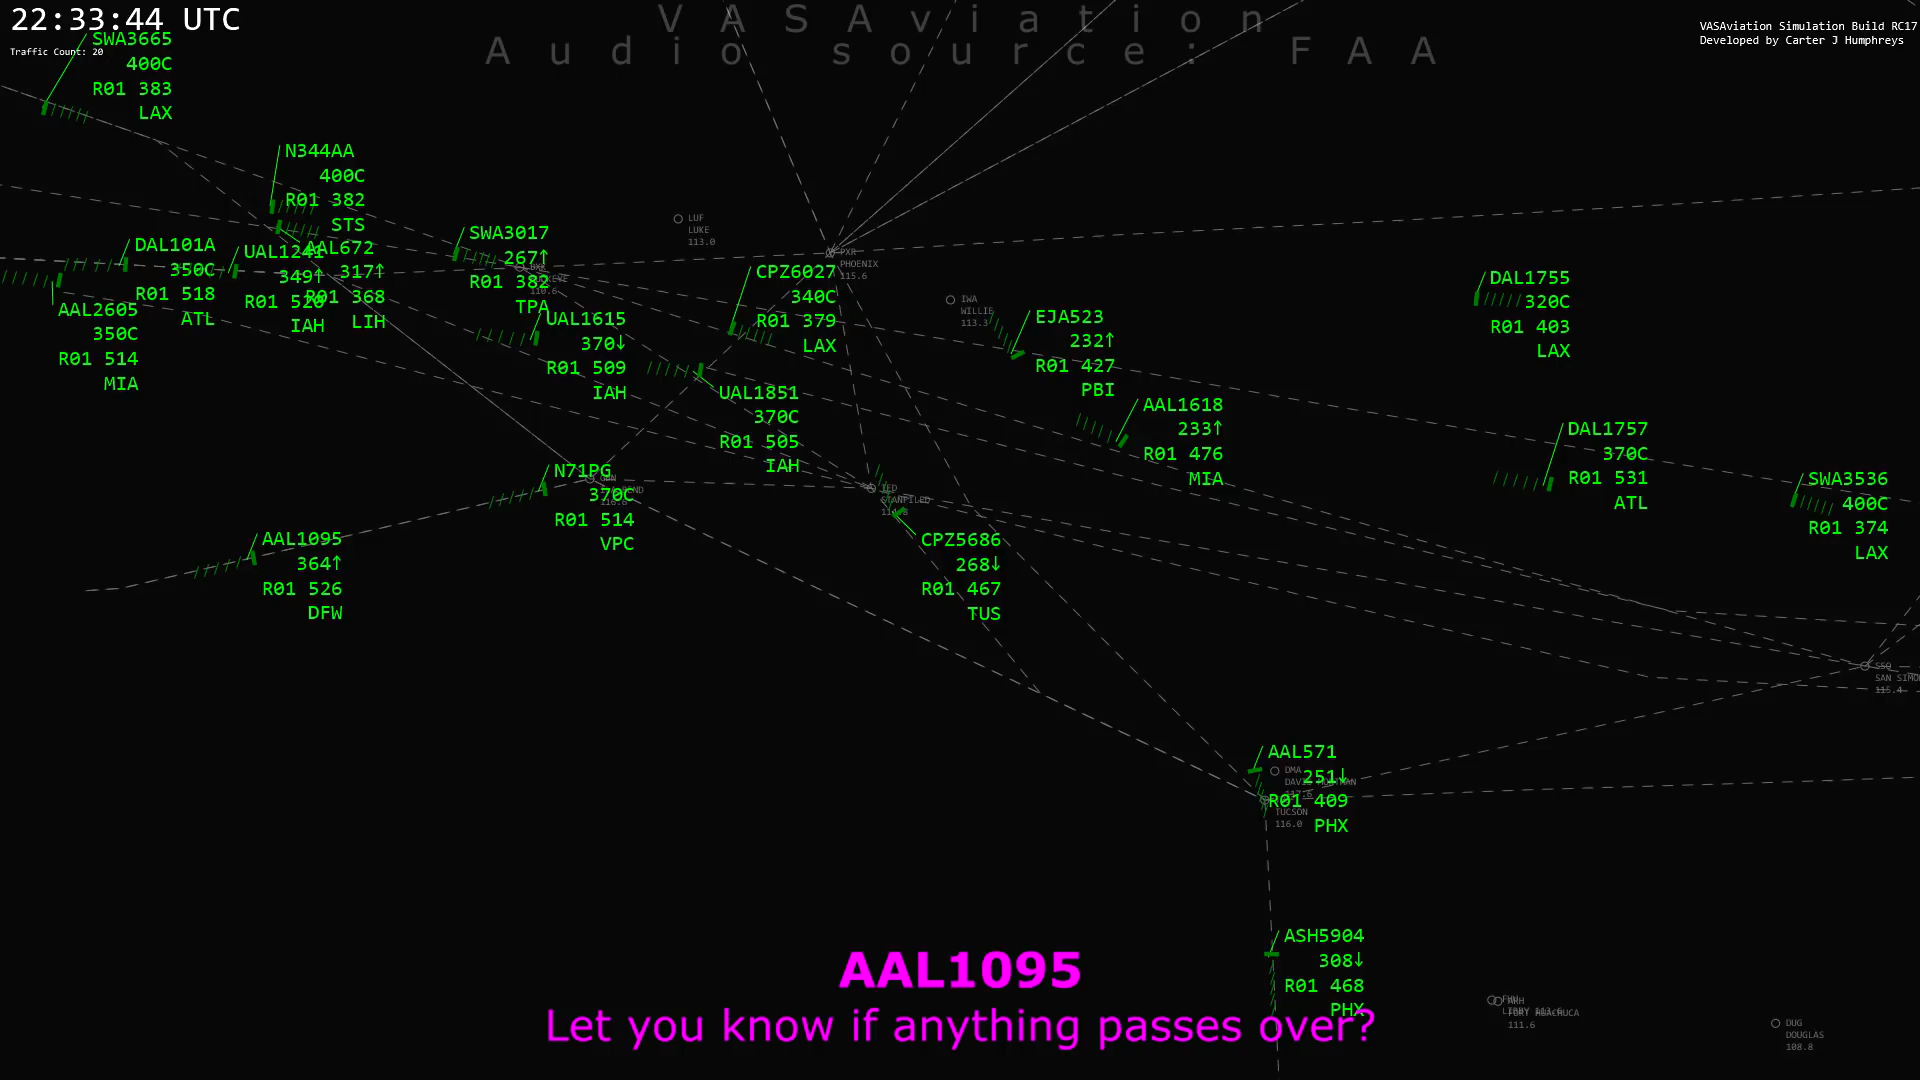 22:33:44 UTC
Traffic Count: 20
VASAviation
Audio source: FAA
VASAviation Simulation Build RC17
Developed by Carter J Humphreys
SWA3665
400C
R01 383
LAX
N344AA
400C
R01 382
STS
DAL101A
350C
R01 518
ATL
UAL1241
349↑
R01 520
IAH
AAL672
317↑
R01 368
LIH
AAL2605
350C
R01 514
MIA
SWA3017
267↑
R01 382
TPA
LUF
LUKE
113.0
PXR
PHOENIX
115.6
CPZ6027
340C
R01 379
LAX
IWA
WILLIE
113.3
EJA523
232↑
R01 427
PBI
DAL1755
320C
R01 403
LAX
UAL1615
370↓
R01 509
IAH
UAL1851
370C
R01 505
IAH
AAL1618
233↑
R01 476
MIA
DAL1757
370C
R01 531
ATL
SWA3536
400C
R01 374
LAX
N71PG
370C
R01 514
VPC
STANFIELD
AAL1095
364↑
R01 526
DFW
CPZ5686
268↓
R01 467
TUS
SSO
115.4
AAL571
251↓
R01 409
PHX
DMA
TUCSON
116.0
ASH5904
308↓
R01 468
PHX
111.6
DUG
DOUGLAS
108.8
AAL1095
Let you know if anything passes over?